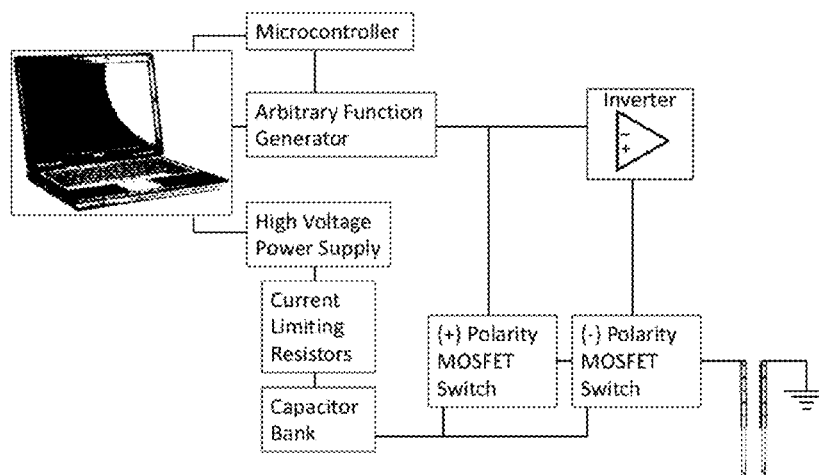 Microcontroller
Arbitrary Function
Generator
Inverter
High Voltage
Power Supply
Current
Limiting
Resistors
(+) Polarity
MOSFET
Switch
(-) Polarity
MOSFET
Switch
Capacitor
Bank